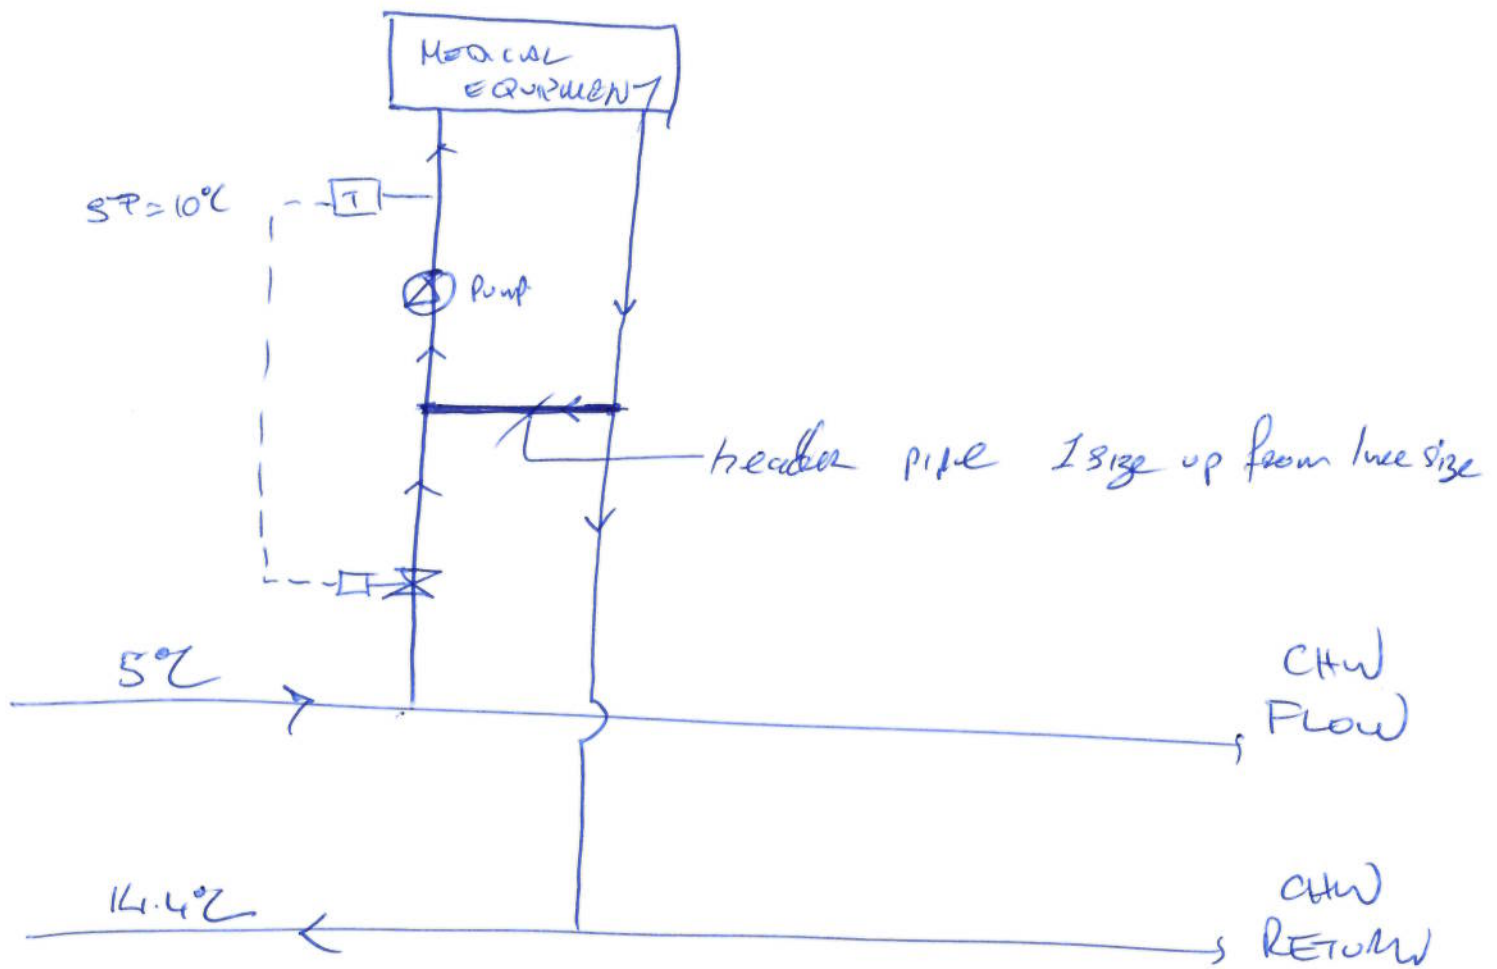 MEDICAL
EQUIPMENT
SP=10°C
T
Pump
header pipe 1 size up from line size
5°C
CHW
FLOW
14.4°C
CHW
RETURN